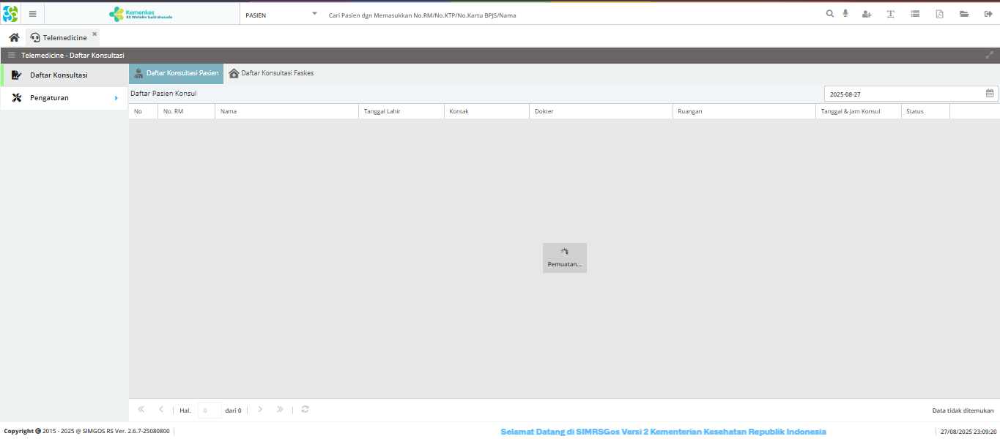 Kemenkes
RS Wahidin Sudirohusodo
PASIEN
Cari Pasien dgn Memasukkan No.RM/No.KTP/No.Kartu BPJS/Nama
Telemedicine
Telemedicine - Daftar Konsultasi
Daftar Konsultasi
Pengaturan
Daftar Konsultasi Pasien
Daftar Konsultasi Faskes
Daftar Pasien Konsul
2025-08-27
No No. RM Nama Tanggal Lahir Kontak Dokter Ruangan Tanggal & Jam Konsul Status
Pemuatan...
Hal. 0 dari 0
Data tidak ditemukan
Copyright © 2015 - 2025 @ SIMGOS RS Ver. 2.6.7-25080800
Selamat Datang di SIMRSGos Versi 2 Kementerian Kesehatan Republik Indonesia
27/08/2025 23:09:20